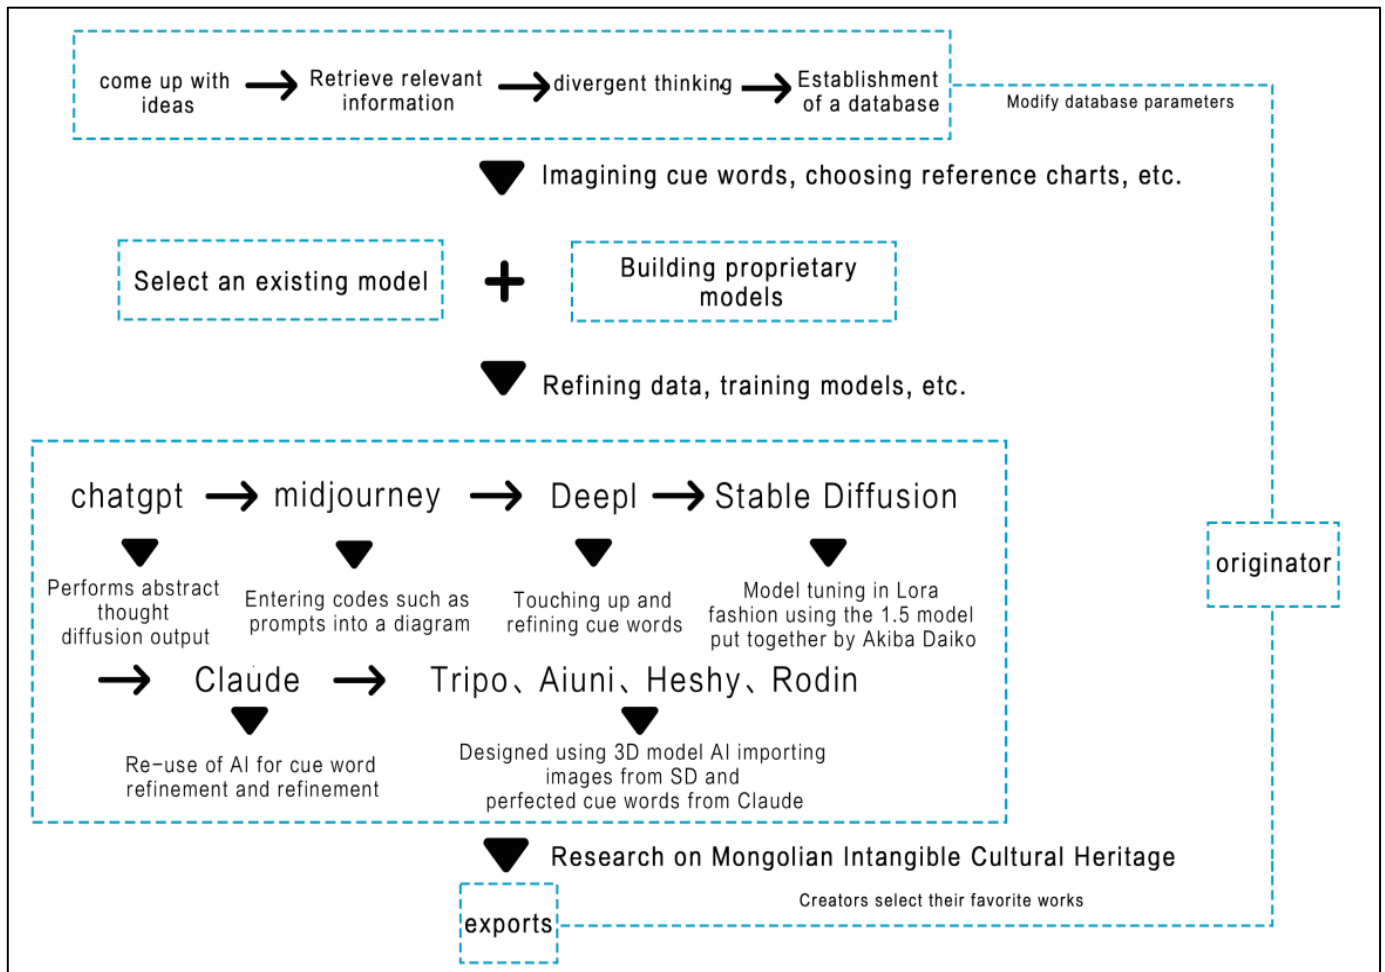 come up with
ideas
Retrieve relevant
information
divergent thinking
Establishment
of a database
Modify database parameters
Imagining cue words, choosing reference charts, etc.
Select an existing model
+
Building proprietary
models
Refining data, training models, etc.
chatgpt
midjourney
Deepl
Stable Diffusion
Performs abstract
thought
diffusion output
Entering codes such as
prompts into a diagram
Touching up and
refining cue words
Model tuning in Lora
fashion using the 1.5 model
put together by Akiba Daiko
originator
Claude
Tripo、Aiuni、Heshy、Rodin
Re-use of AI for cue word
refinement and refinement
Designed using 3D model AI importing
images from SD and
perfected cue words from Claude
Research on Mongolian Intangible Cultural Heritage
Creators select their favorite works
exports